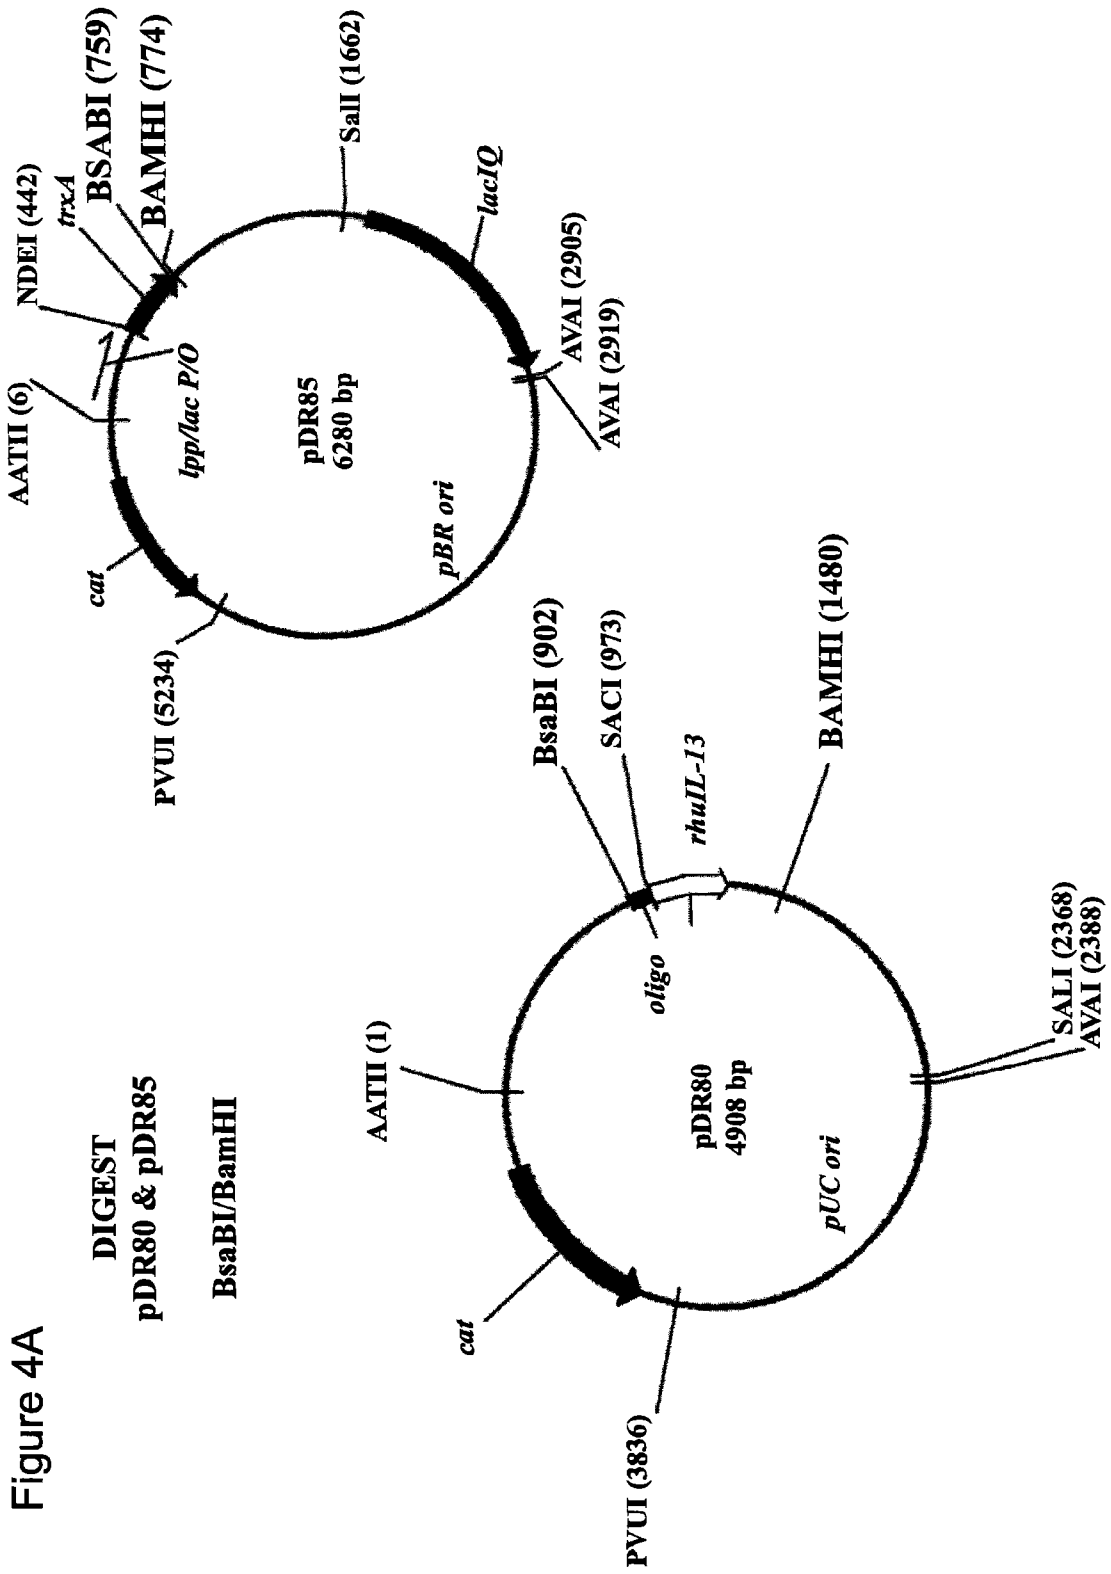 Figure 4A
DIGEST
pDR80 & pDR85
BsaBI/BamHI
AATII (1)
cat
PVUI (3836)
pDR80
4908 bp
pUC ori
oligo
BsaBI (902)
SACI (973)
rhuIL-13
BAMHI (1480)
SALI (2368)
AVAI (2388)
AATII (6)
cat
PVUI (5234)
lpp/lac P/O
pDR85
6280 bp
pBR ori
NDEI (442)
trxA
BSABI (759)
BAMHI (774)
SalI (1662)
lacIQ
AVAI (2905)
AVAI (2919)